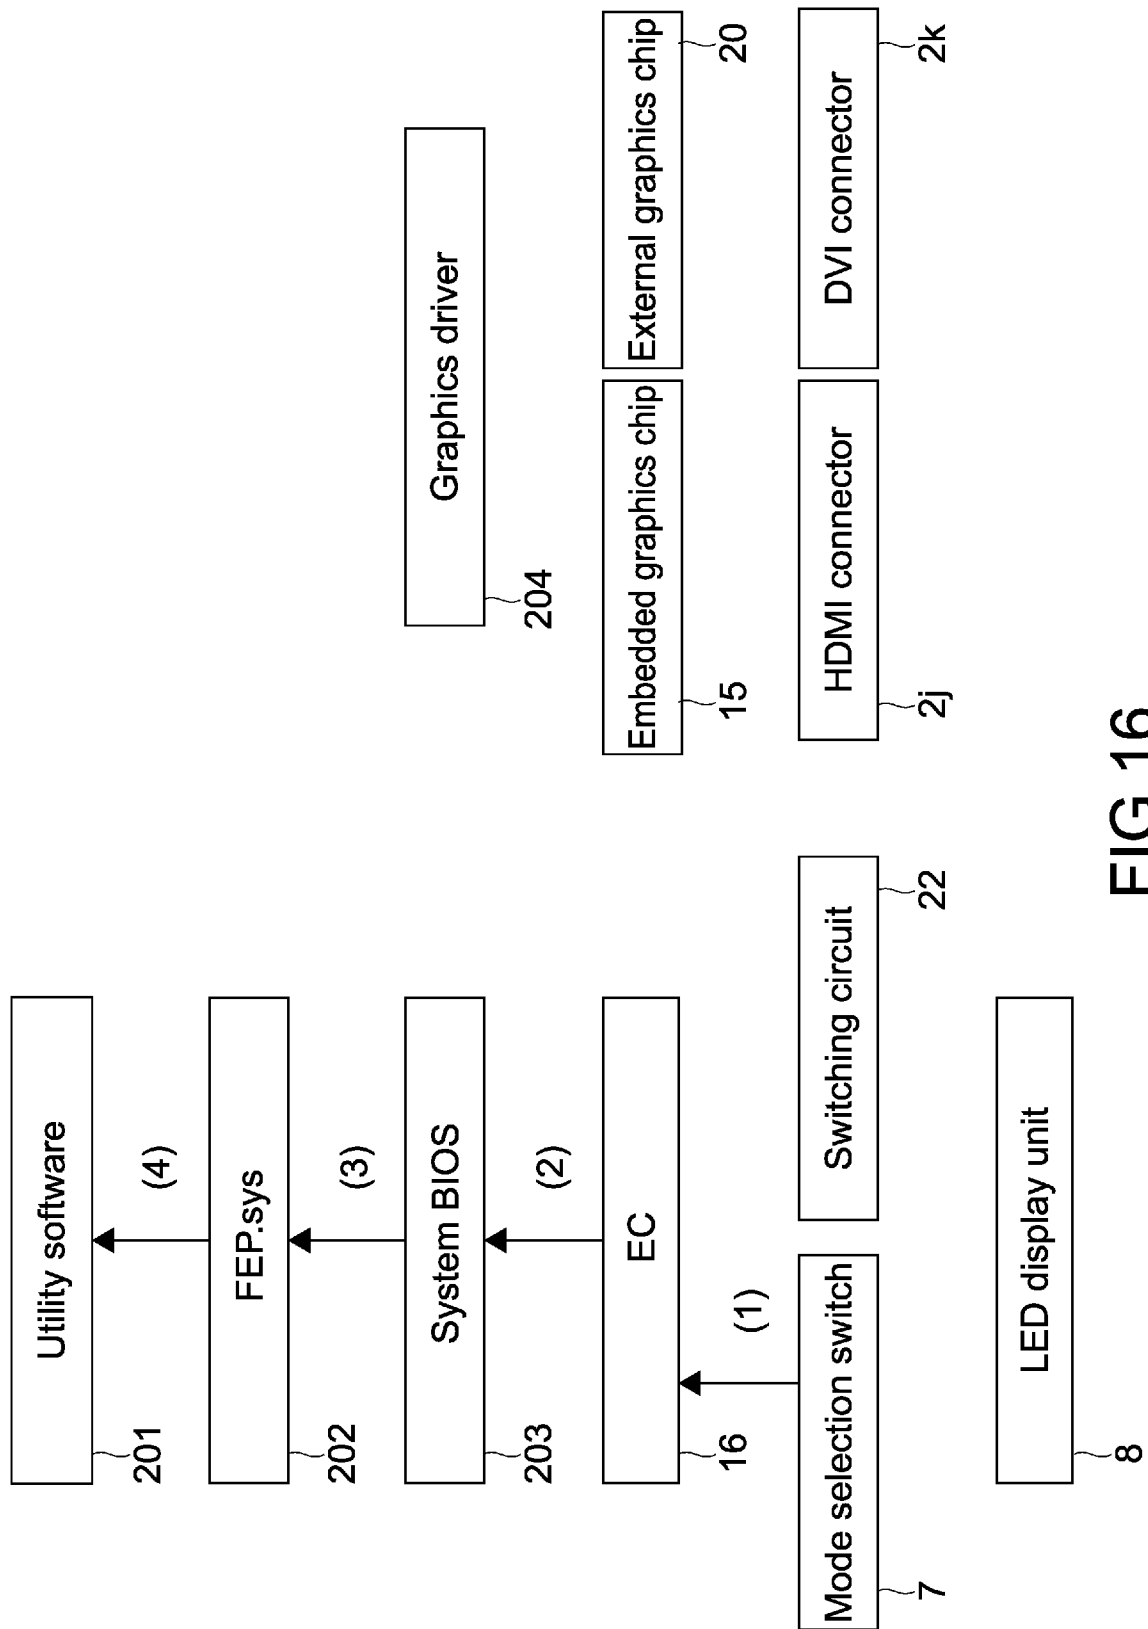 Utility software
201
(4)
FEP.sys
202
(3)
System BIOS
203
(2)
EC
16
(1)
Mode selection switch
7
Switching circuit
22
LED display unit
8
Graphics driver
204
Embedded graphics chip
15
External graphics chip
20
HDMI connector
2j
DVI connector
2k
FIG.16